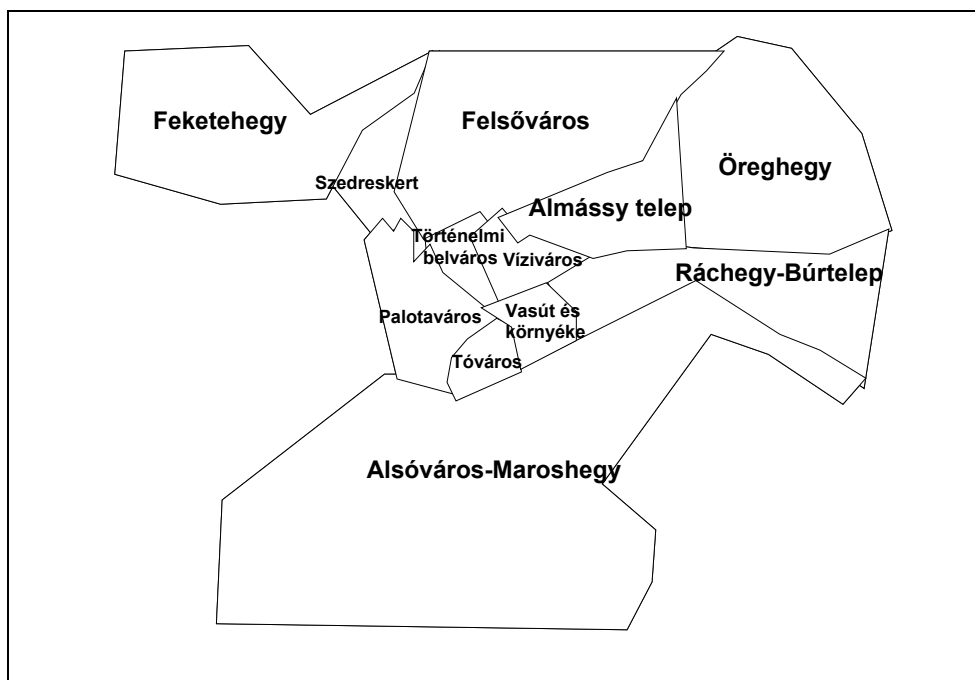 Feketehegy
Felsőváros
Öreghegy
Szedreskert
Almássy telep
Történelmi
belváros
Víziváros
Ráchegy-Búrtelep
Palotaváros
Vasút és
környéke
Tóváros
Alsóváros-Maroshegy